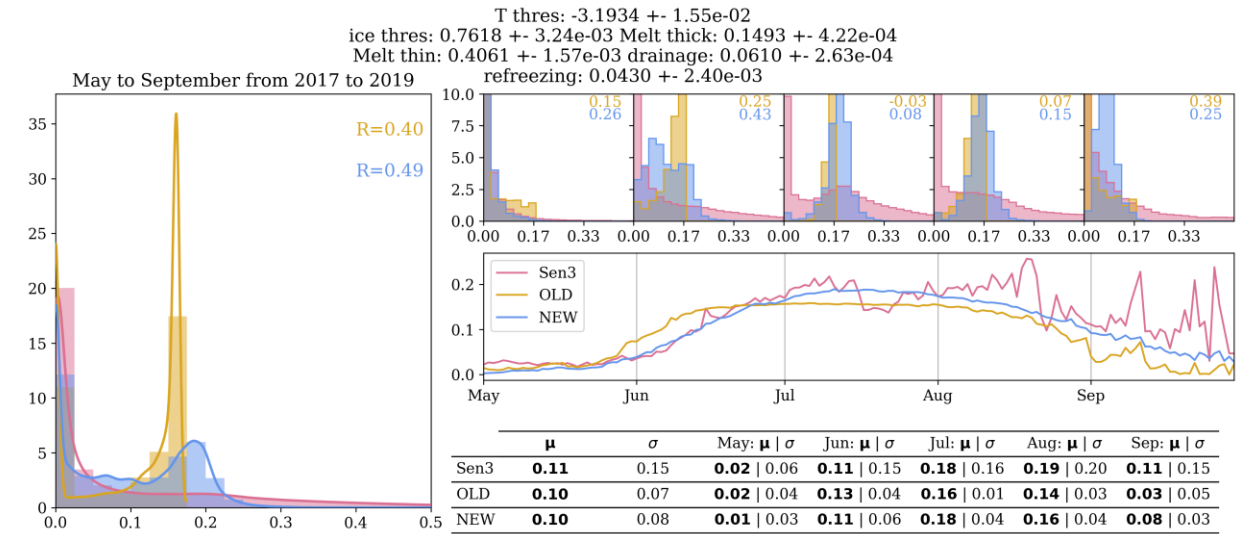 T thres: -3.1934 +- 1.55e-02
ice thres: 0.7618 +- 3.24e-03 Melt thick: 0.1493 +- 4.22e-04
Melt thin: 0.4061 +- 1.57e-03 drainage: 0.0610 +- 2.63e-04
refreezing: 0.0430 +- 2.40e-03
May to September from 2017 to 2019
35
30
25
20
15
10
5
0
0.0 0.1 0.2 0.3 0.4 0.5
R=0.40
R=0.49
10.0
7.5
5.0
2.5
0.0
0.15
0.26
0.25
0.43
-0.03
0.08
0.07
0.15
0.39
0.25
0.00 0.17 0.33 0.00 0.17 0.33 0.00 0.17 0.33 0.00 0.17 0.33 0.00 0.17 0.33
0.2
0.1
0.0
Sen3
OLD
NEW
May Jun Jul Aug Sep
μ σ May: μ | σ Jun: μ | σ Jul: μ | σ Aug: μ | σ Sep: μ | σ
Sen3 0.11 0.15 0.02 | 0.06 0.11 | 0.15 0.18 | 0.16 0.19 | 0.20 0.11 | 0.15
OLD 0.10 0.07 0.02 | 0.04 0.13 | 0.04 0.16 | 0.01 0.14 | 0.03 0.03 | 0.05
NEW 0.10 0.08 0.01 | 0.03 0.11 | 0.06 0.18 | 0.04 0.16 | 0.04 0.08 | 0.03